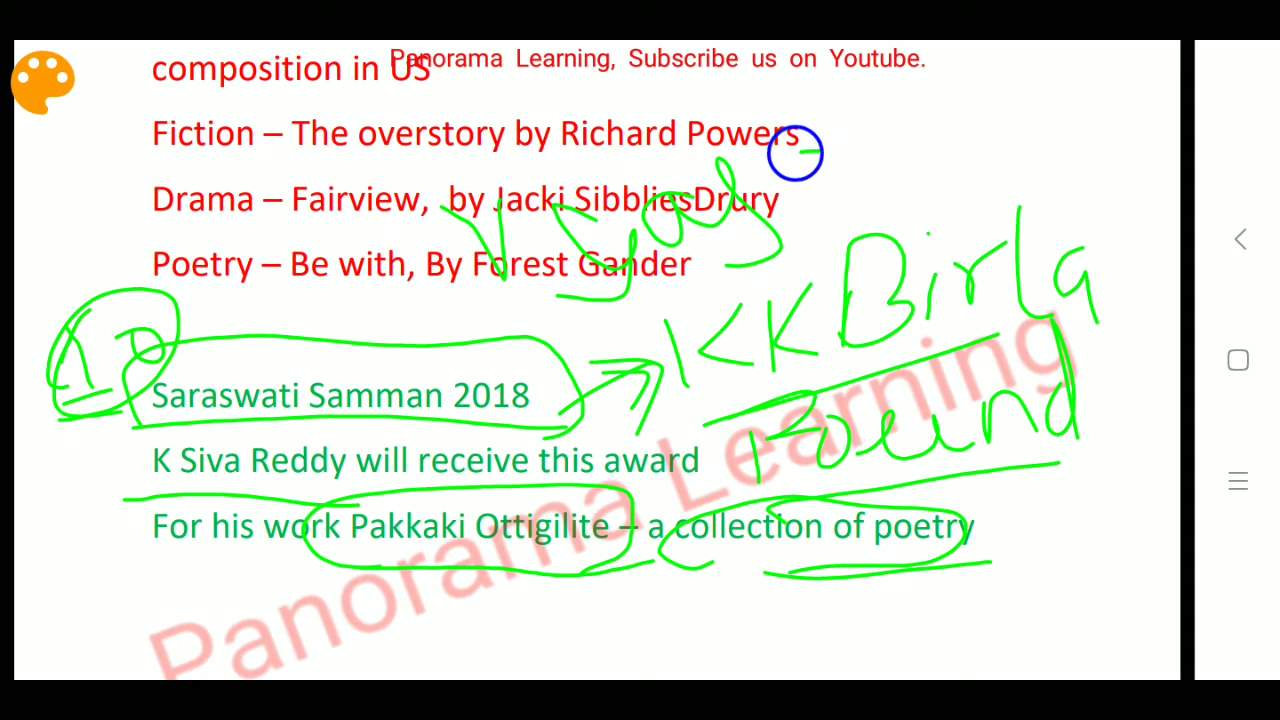 Panorama Learning, Subscribe us on Youtube.
composition in US
Fiction – The overstory by Richard Powers
Drama – Fairview, by Jacki SibbliesDrury
Poetry – Be with, By Forest Gander
KK Birla
Found
Saraswati Samman 2018
K Siva Reddy will receive this award
For his work Pakkaki Ottigilite – a collection of poetry
Panorama Learning